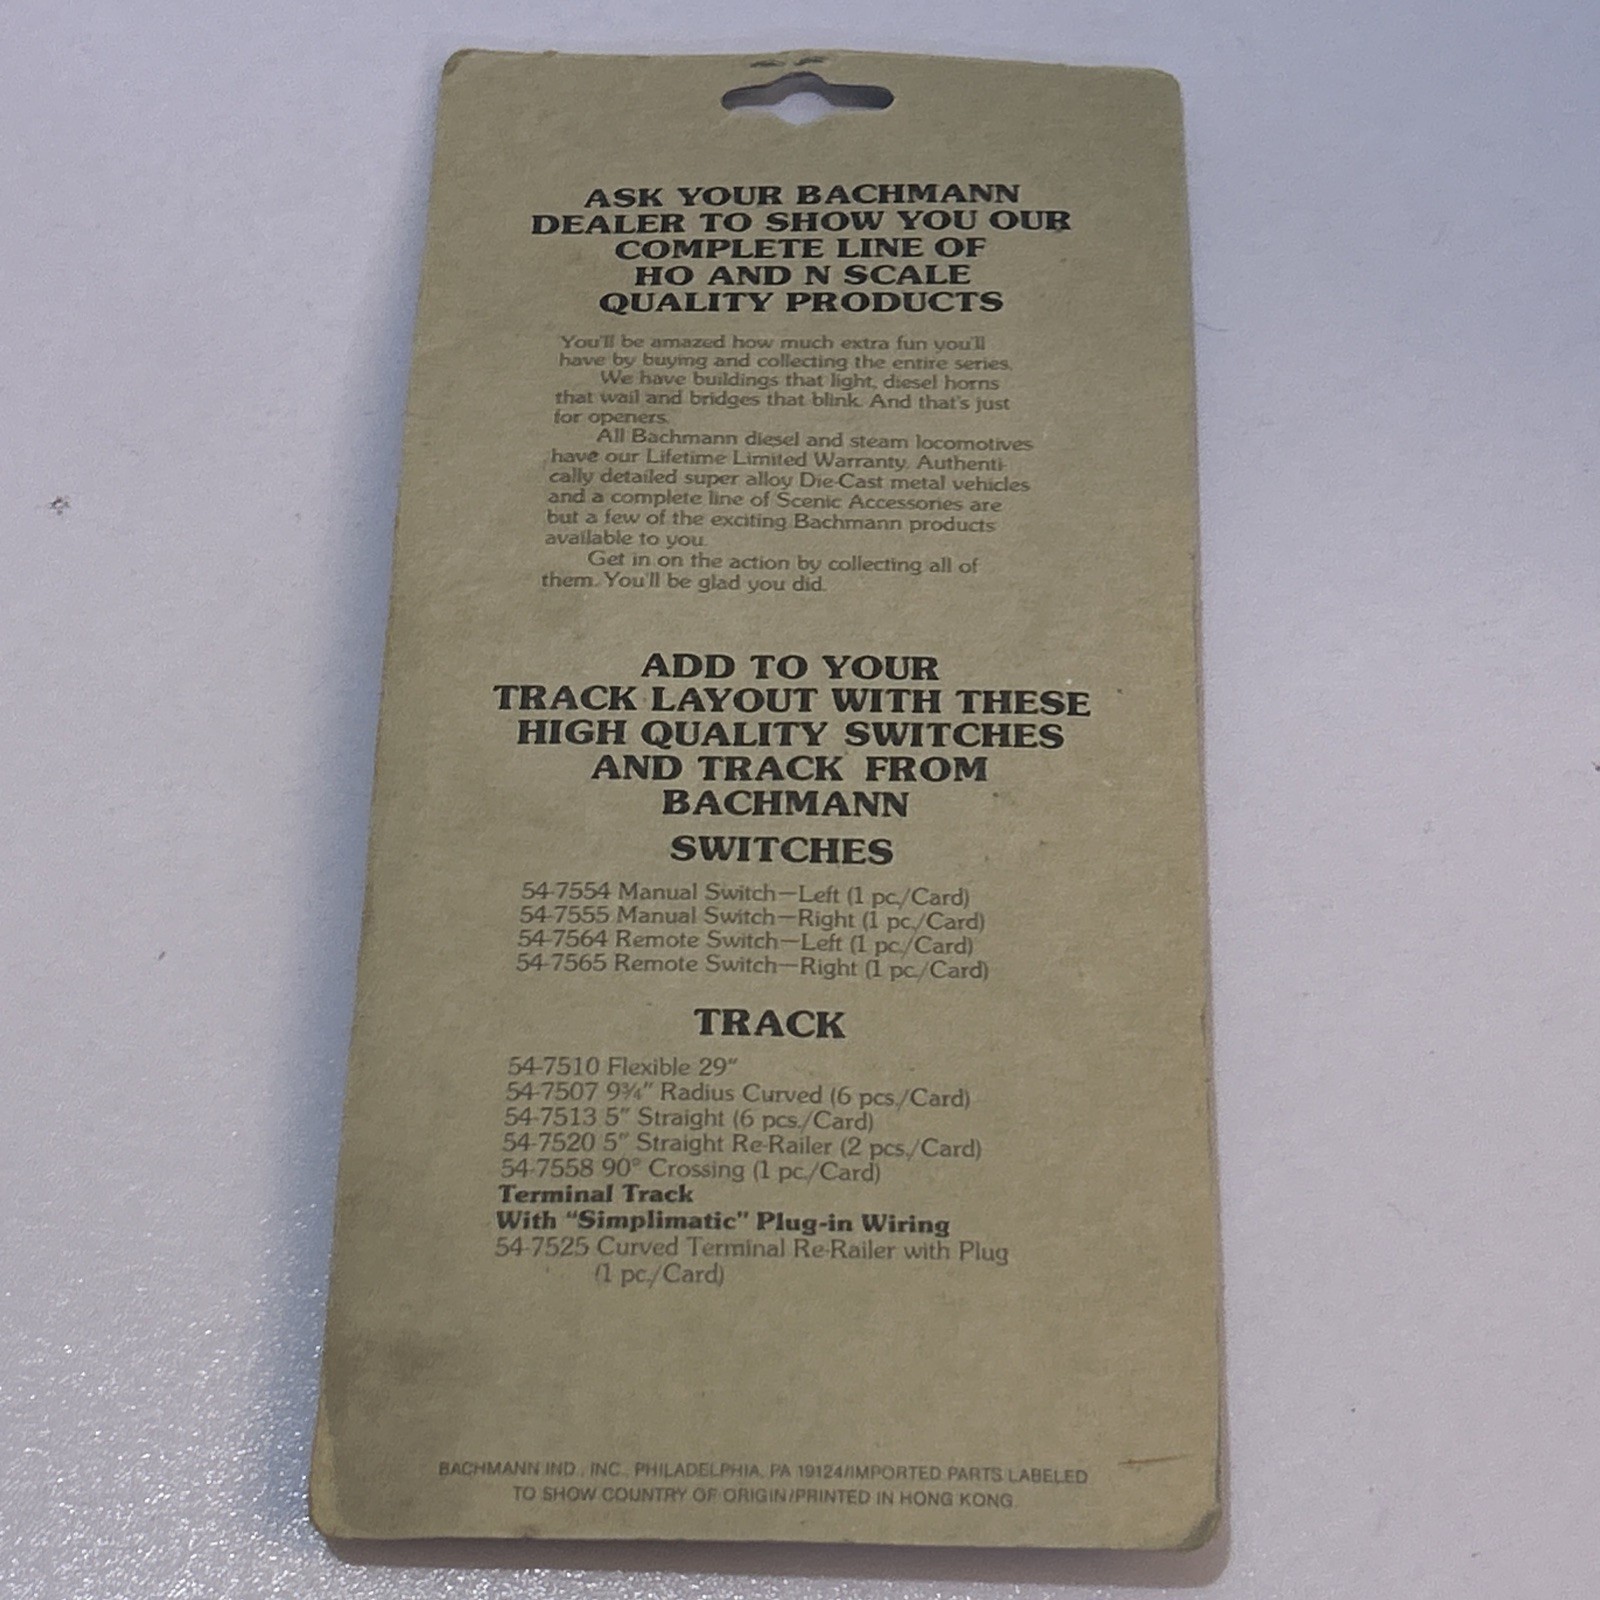 ASK YOUR BACHMANN
DEALER TO SHOW YOU OUR
COMPLETE LINE OF
HO AND N SCALE
QUALITY PRODUCTS
You'll be amazed how much extra fun you'll
have by buying and collecting the entire series.
We have buildings that light, diesel horns
that wail and bridges that blink. And that's just
for openers.
All Bachmann diesel and steam locomotives
have our Lifetime Limited Warranty. Authenti-
cally detailed super alloy Die-Cast metal vehicles
and a complete line of Scenic Accessories are
but a few of the exciting Bachmann products
available to you.
Get in on the action by collecting all of
them. You'll be glad you did.
ADD TO YOUR
TRACK LAYOUT WITH THESE
HIGH QUALITY SWITCHES
AND TRACK FROM
BACHMANN
SWITCHES
54-7554 Manual Switch—Left (1 pc./Card)
54-7555 Manual Switch—Right (1 pc./Card)
54-7564 Remote Switch—Left (1 pc./Card)
54-7565 Remote Switch—Right (1 pc./Card)
TRACK
54-7510 Flexible 29"
54-7507 9¾" Radius Curved (6 pcs./Card)
54-7513 5" Straight (6 pcs./Card)
54-7520 5" Straight Re-Railer (2 pcs./Card)
54-7558 90° Crossing (1 pc./Card)
Terminal Track
With "Simplimatic" Plug-in Wiring
54-7525 Curved Terminal Re-Railer with Plug
(1 pc./Card)
BACHMANN IND., INC., PHILADELPHIA, PA 19124/IMPORTED PARTS LABELED
TO SHOW COUNTRY OF ORIGIN/PRINTED IN HONG KONG.